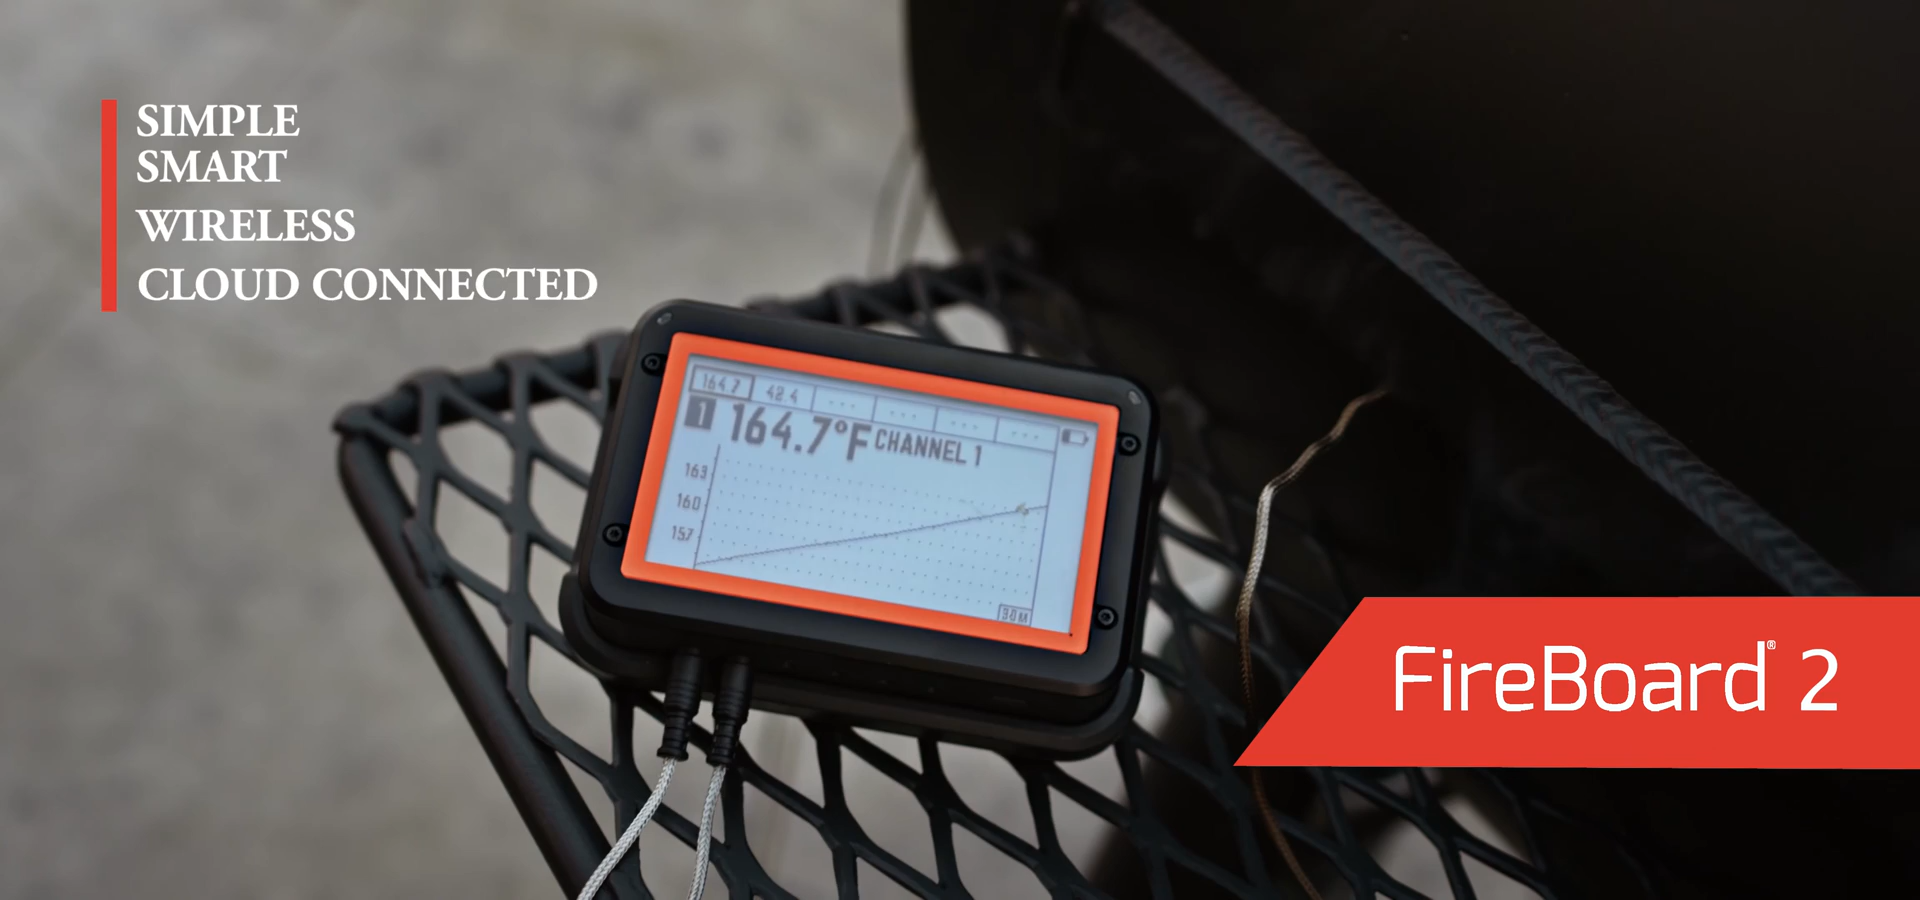 SIMPLE
SMART
WIRELESS
CLOUD CONNECTED
164.7 42.4 --- --- --- ---
1 164.7°F CHANNEL 1
163
160
157
30M
FireBoard® 2